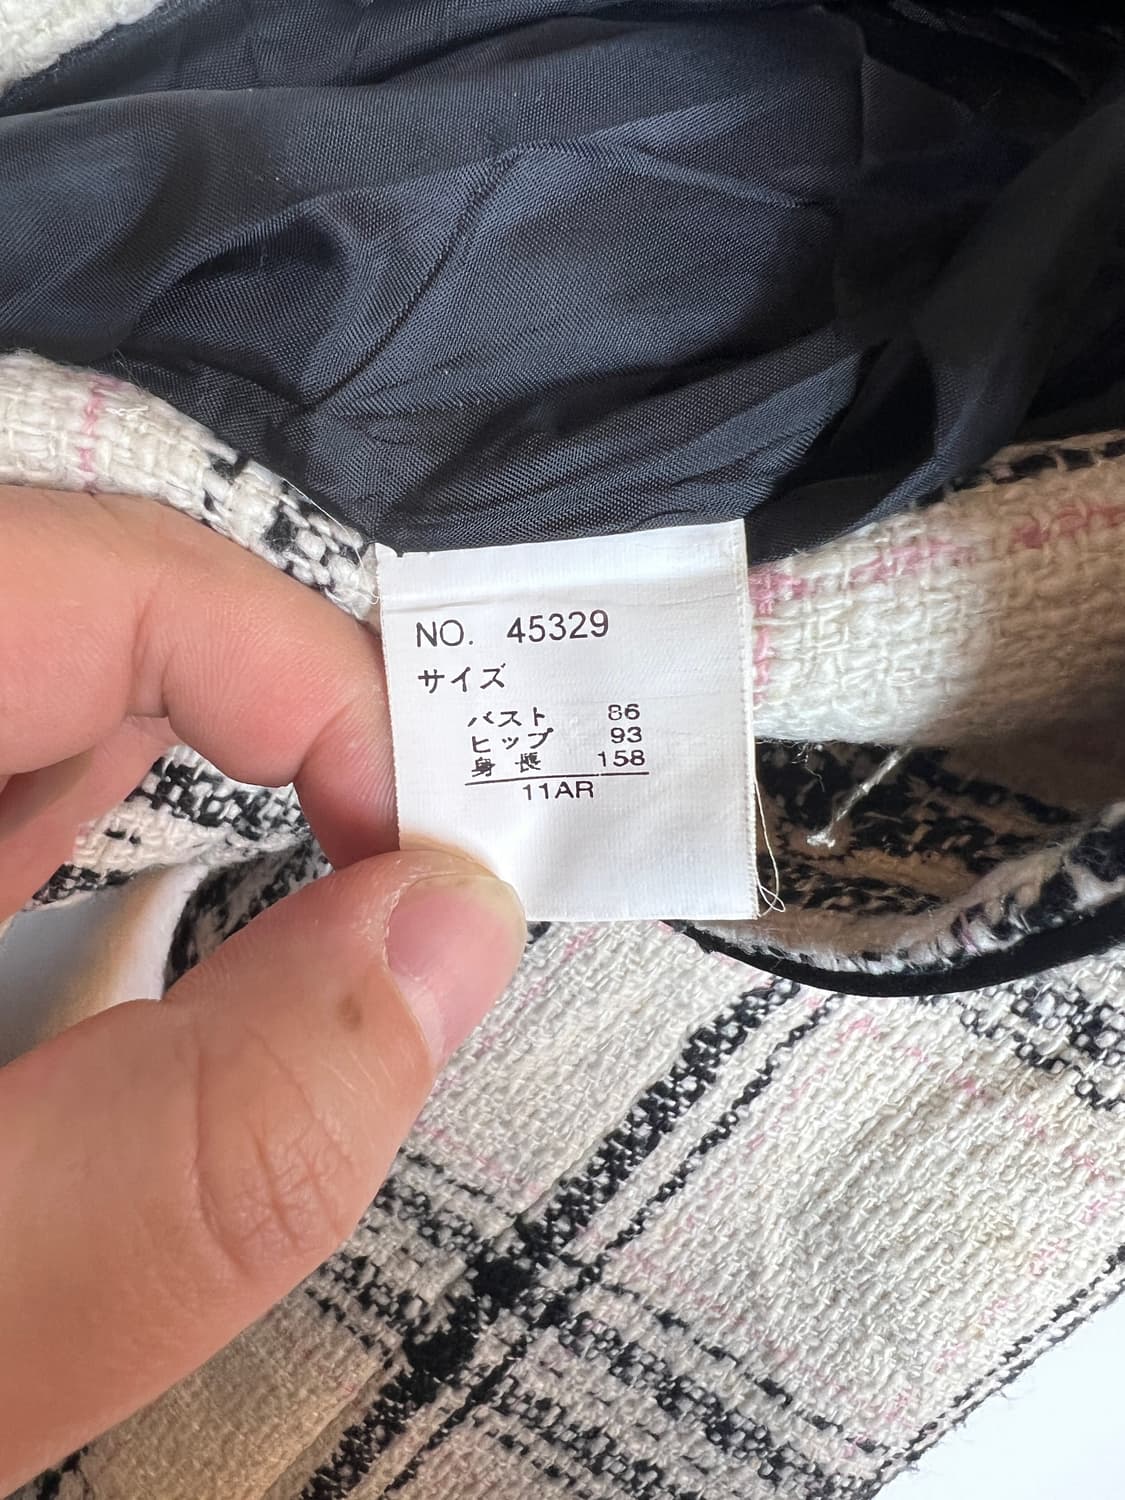 NO. 45329
サイズ
バスト 86
ヒップ 93
身長 158
11AR